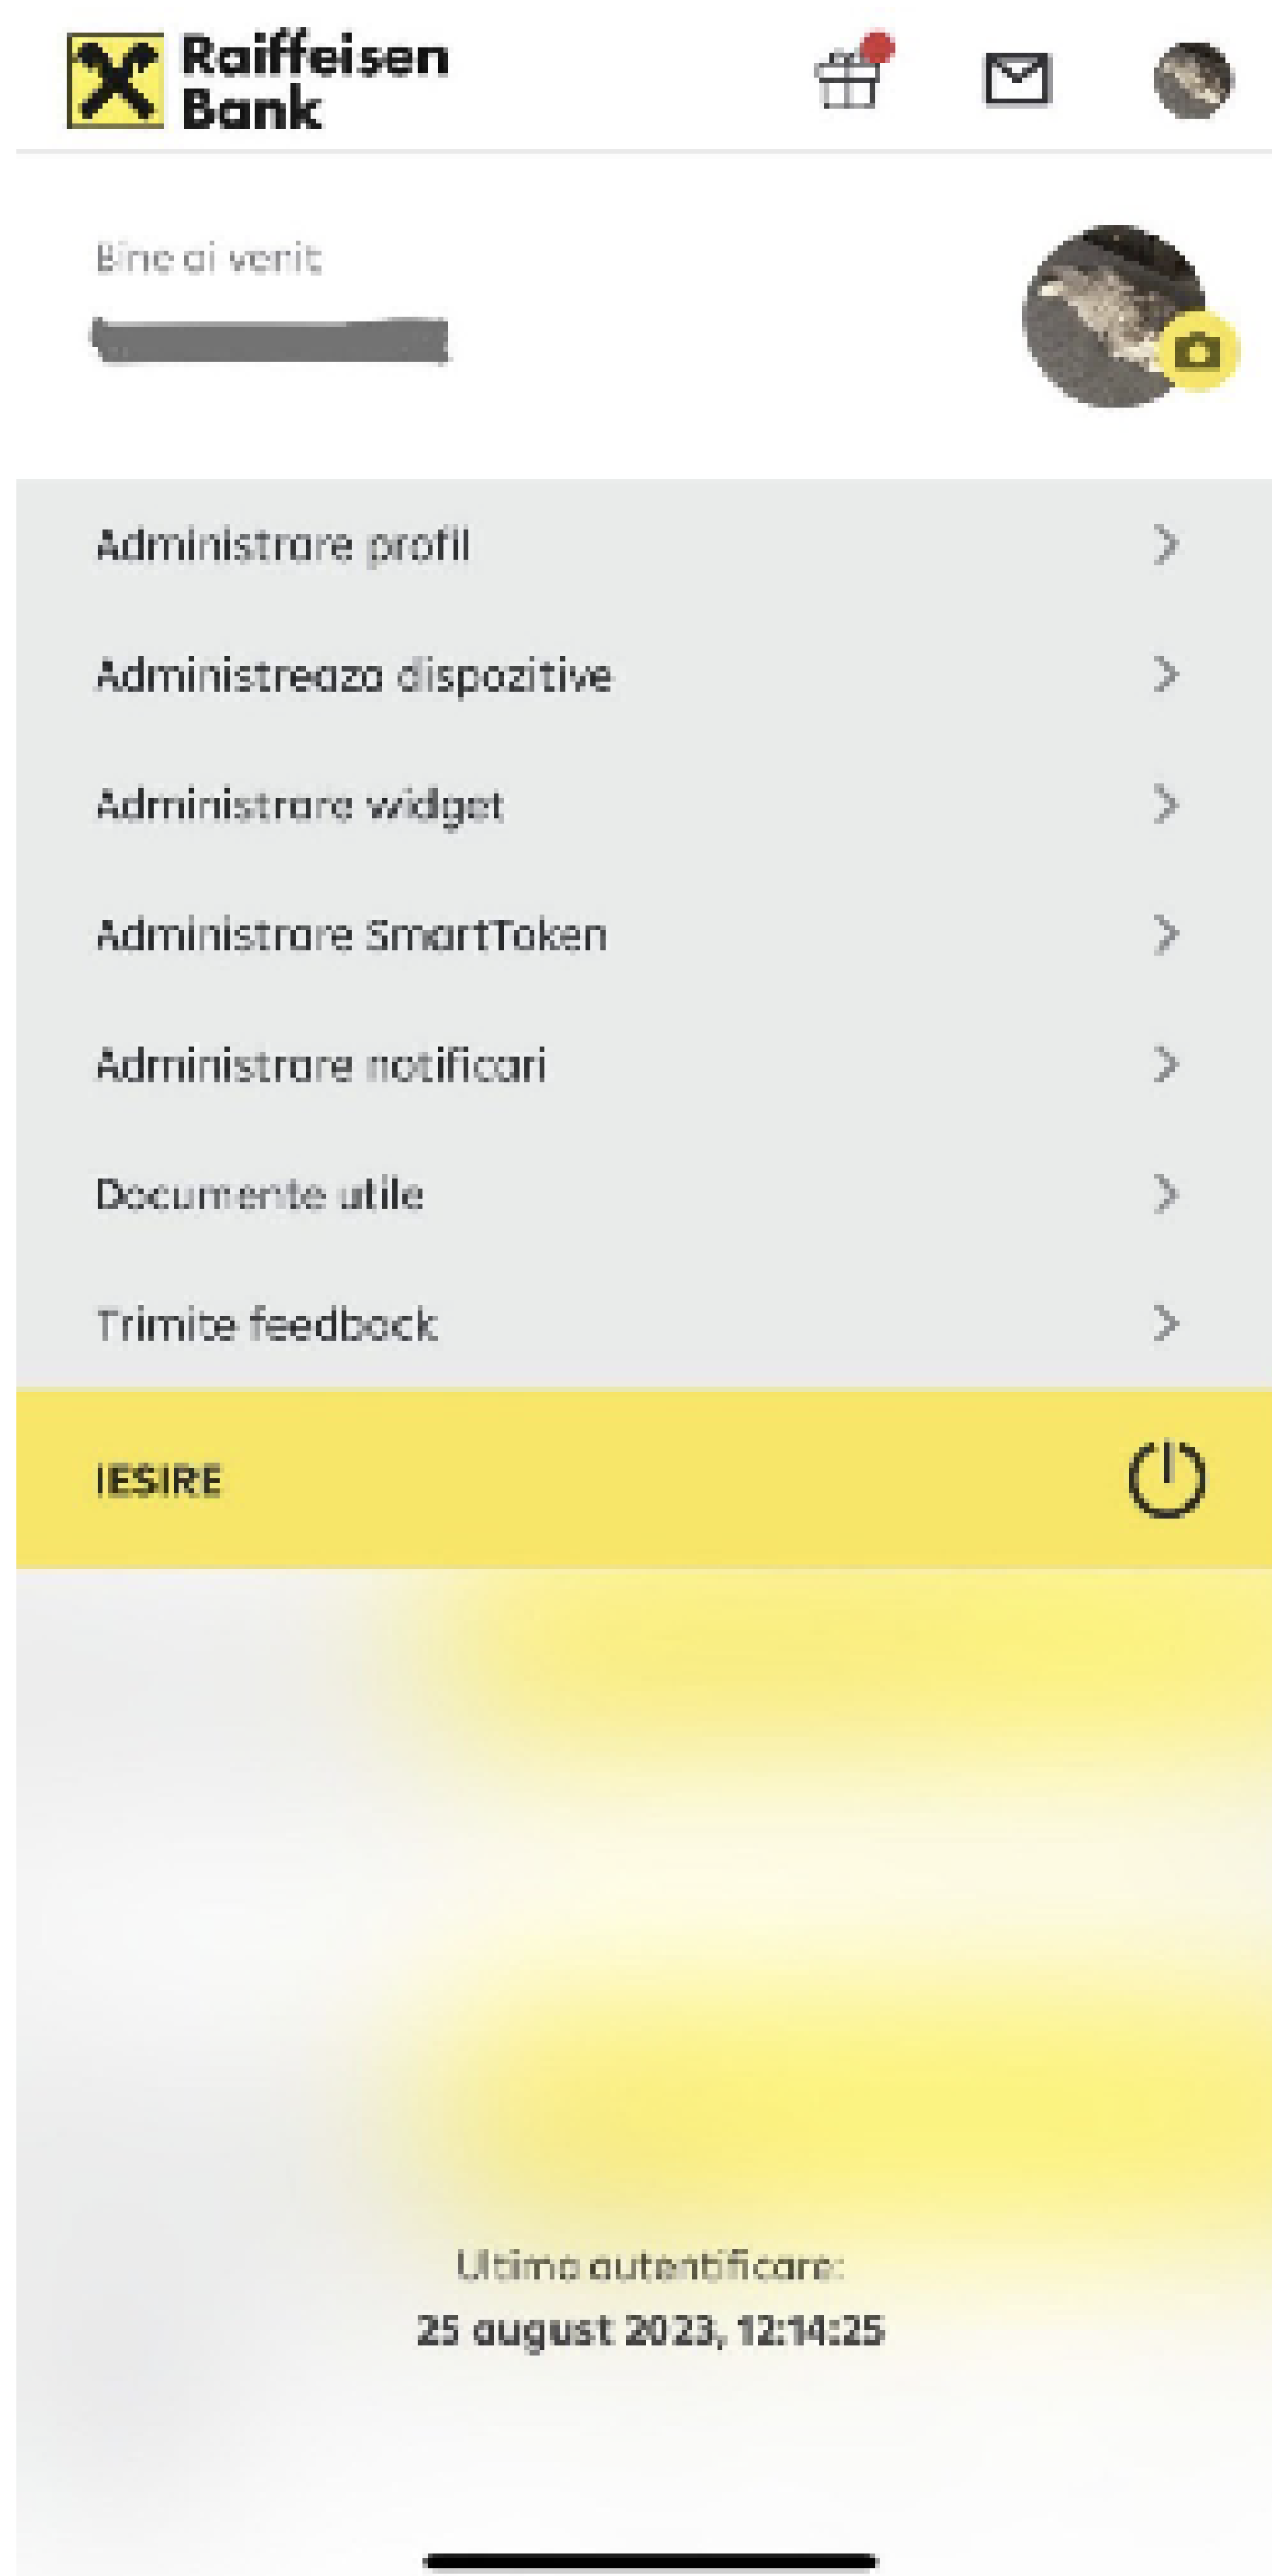 Raiffeisen
Bank
Bine ai venit
Administrare profil
Administreaza dispozitive
Administrare widget
Administrare SmartToken
Administrare notificari
Documente utile
Trimite feedback
IESIRE
Ultima autentificare:
25 august 2023, 12:14:25